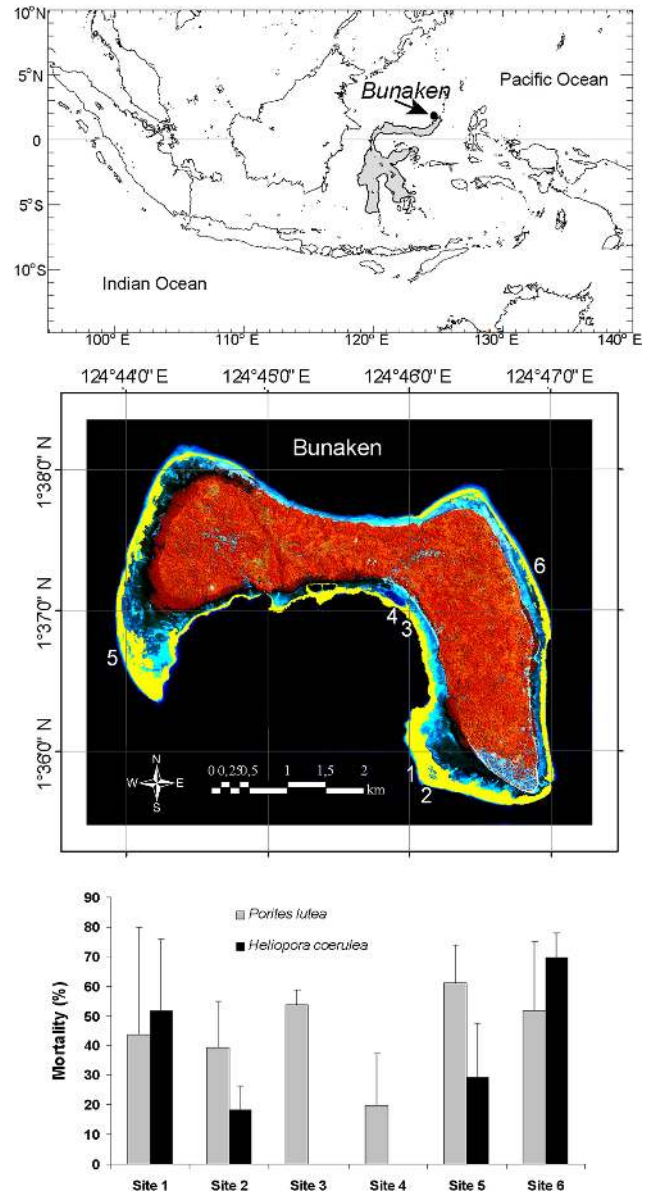 10°N
5°N
0
5°S
10°S
Pacific Ocean
Bunaken
Indian Ocean
100° E
110° E
120° E
130° E
140° E
124°44'0" E
124°45'0" E
124°46'0" E
124°47'0" E
1°38'0" N
1°37'0" N
1°36'0" N
Bunaken
6
4
3
5
1
2
N
W E
S
0 0,25 0,5 1 1,5 2
km
Mortality (%)
90
80
70
60
50
40
30
20
10
0
Porites lutea
Heliopora coerulea
Site 1 Site 2 Site 3 Site 4 Site 5 Site 6